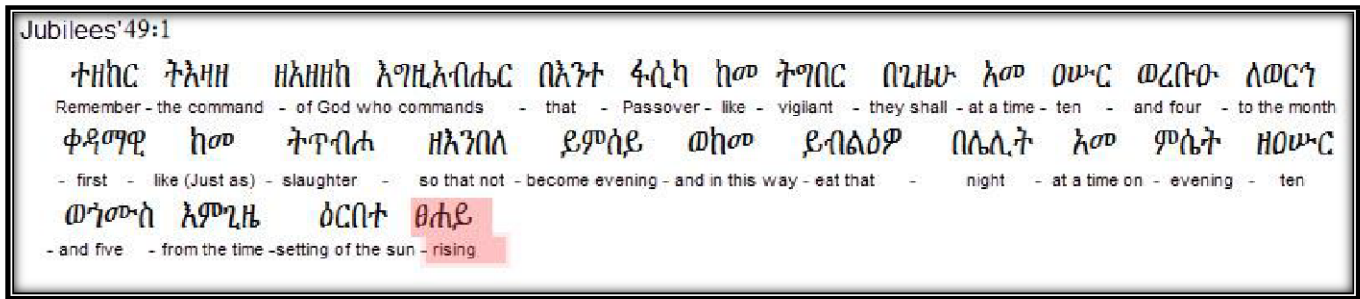 Jubilees'49:1
ተዘከር ትእዛዘ ዘአዘዘከ እግዚአብሔር በእንተ ፋሲካ ከመ ትግበር በጊዜሁ አመ ዐሡር ወረቡዑ ለወርኅ
Remember - the command - of God who commands - that - Passover - like - vigilant - they shall - at a time - ten - and four - to the month
ቀዳማዊ ከመ ትጥብሖ ዘእንበለ ይምሰይ ወከመ ይብልዕዎ በሌሊት አመ ምሴት ዘዐሡር
- first - like (Just as) - slaughter - so that not - become evening - and in this way - eat that - night - at a time on - evening - ten
ወኀሙስ እምጊዜ ዕርበተ ፀሐይ
- and five - from the time -setting of the sun - rising